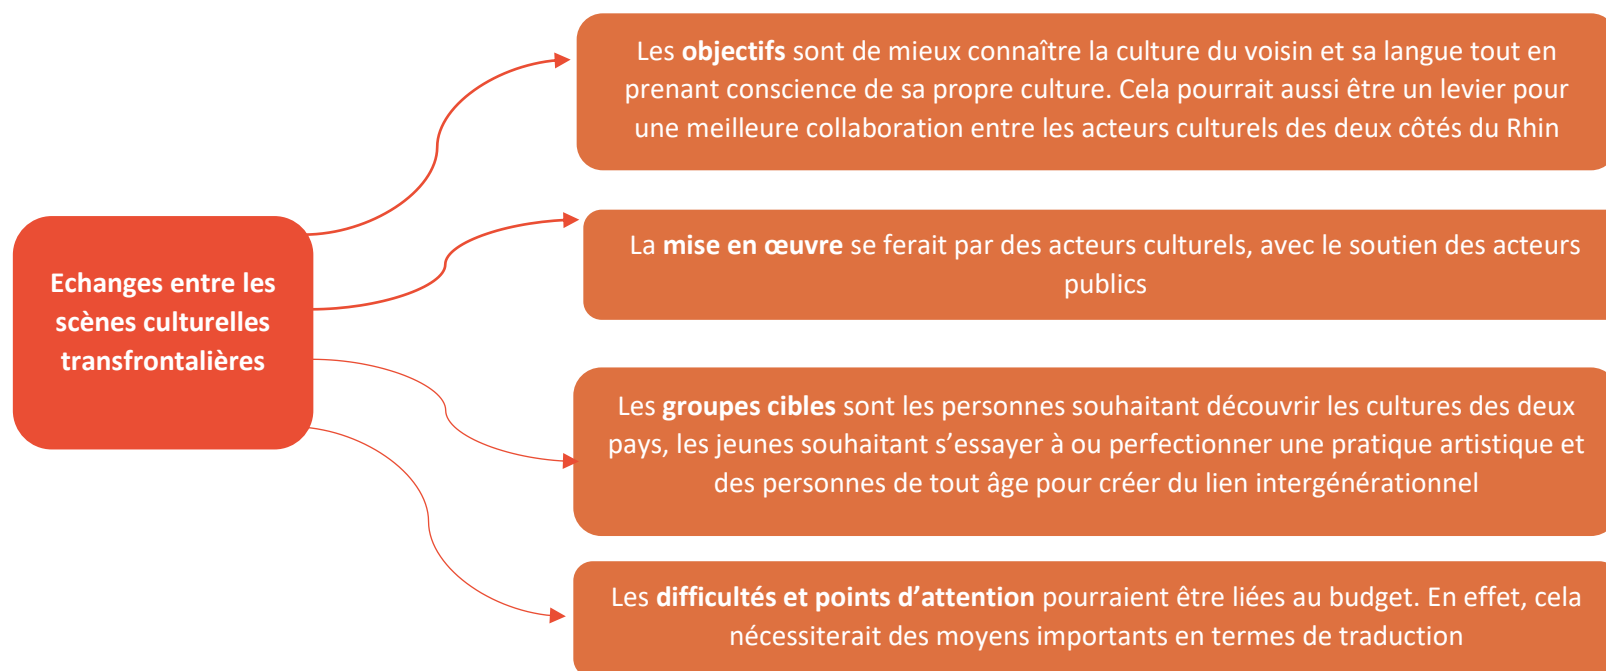 Echanges entre les
scènes culturelles
transfrontalières
Les objectifs sont de mieux connaître la culture du voisin et sa langue tout en
prenant conscience de sa propre culture. Cela pourrait aussi être un levier pour
une meilleure collaboration entre les acteurs culturels des deux côtés du Rhin
La mise en œuvre se ferait par des acteurs culturels, avec le soutien des acteurs
publics
Les groupes cibles sont les personnes souhaitant découvrir les cultures des deux
pays, les jeunes souhaitant s’essayer à ou perfectionner une pratique artistique et
des personnes de tout âge pour créer du lien intergénérationnel
Les difficultés et points d’attention pourraient être liées au budget. En effet, cela
nécessiterait des moyens importants en termes de traduction